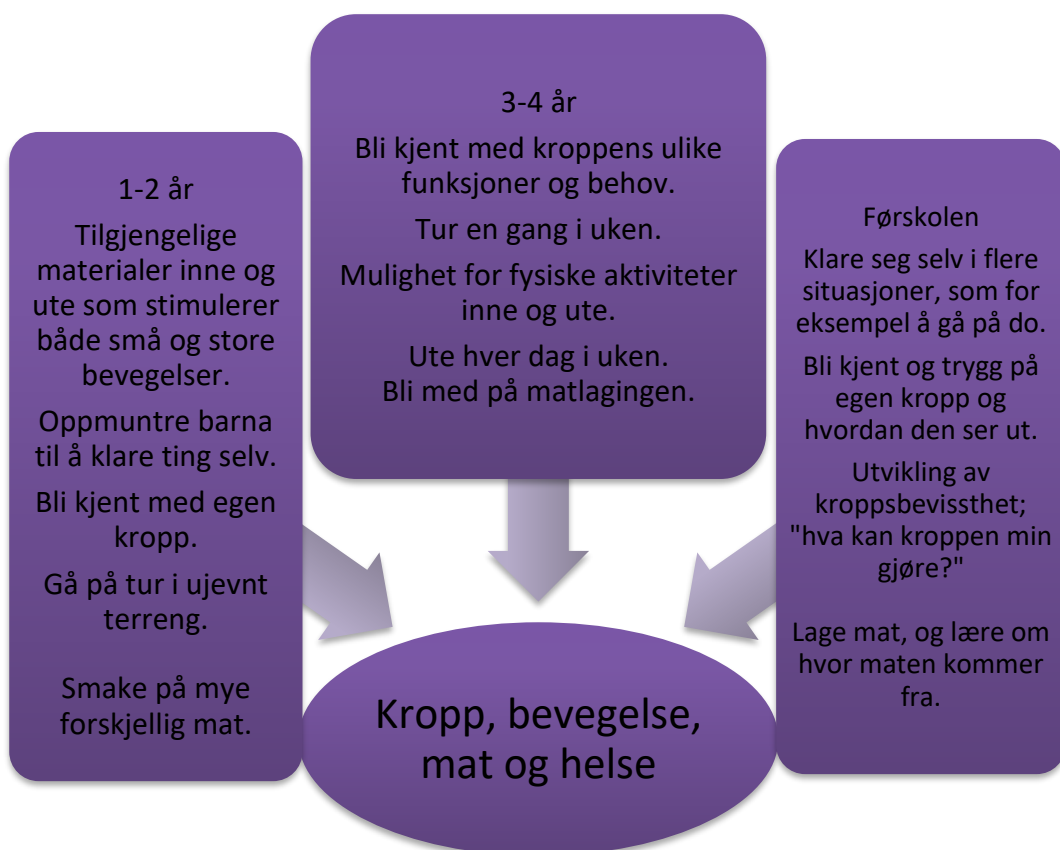 1-2 år
Tilgjengelige
materialer inne og
ute som stimulerer
både små og store
bevegelser.
Oppmuntre barna
til å klare ting selv.
Bli kjent med egen
kropp.
Gå på tur i ujevnt
terreng.
Smake på mye
forskjellig mat.
3-4 år
Bli kjent med kroppens ulike
funksjoner og behov.
Tur en gang i uken.
Mulighet for fysiske aktiviteter
inne og ute.
Ute hver dag i uken.
Bli med på matlagingen.
Førskolen
Klare seg selv i flere
situasjoner, som for
eksempel å gå på do.
Bli kjent og trygg på
egen kropp og
hvordan den ser ut.
Utvikling av
kroppsbevissthet;
"hva kan kroppen min
gjøre?"
Lage mat, og lære om
hvor maten kommer
fra.
Kropp, bevegelse,
mat og helse